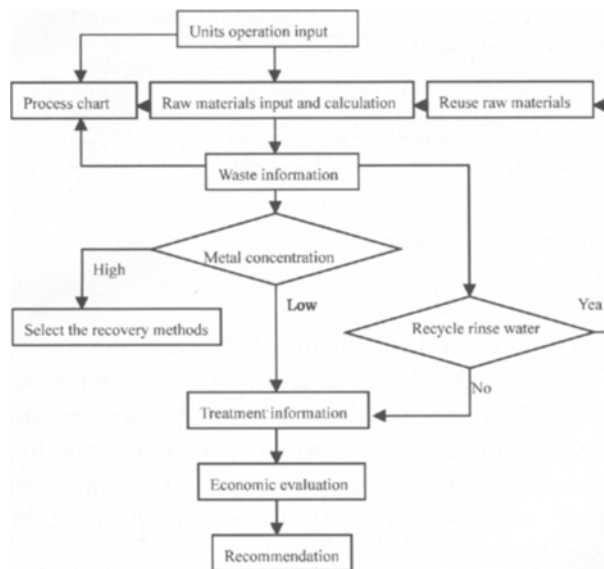 Units operation input
Process chart
Raw materials input and calculation
Reuse raw materials
Waste information
Metal concentration
High
Low
Yea
Select the recovery methods
Recycle rinse water
No
Treatment information
Economic evaluation
Recommendation